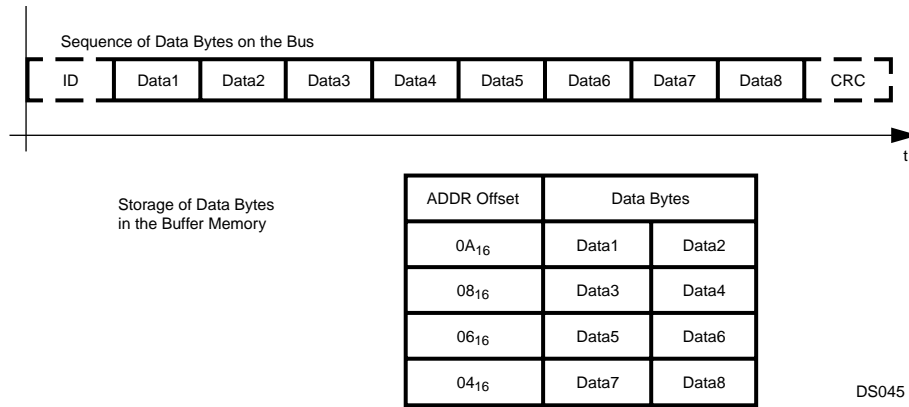 Sequence of Data Bytes on the Bus
ID Data1 Data2 Data3 Data4 Data5 Data6 Data7 Data8 CRC
t
Storage of Data Bytes
in the Buffer Memory
ADDR Offset Data Bytes
0A16 Data1 Data2
0816 Data3 Data4
0616 Data5 Data6
0416 Data7 Data8
DS045